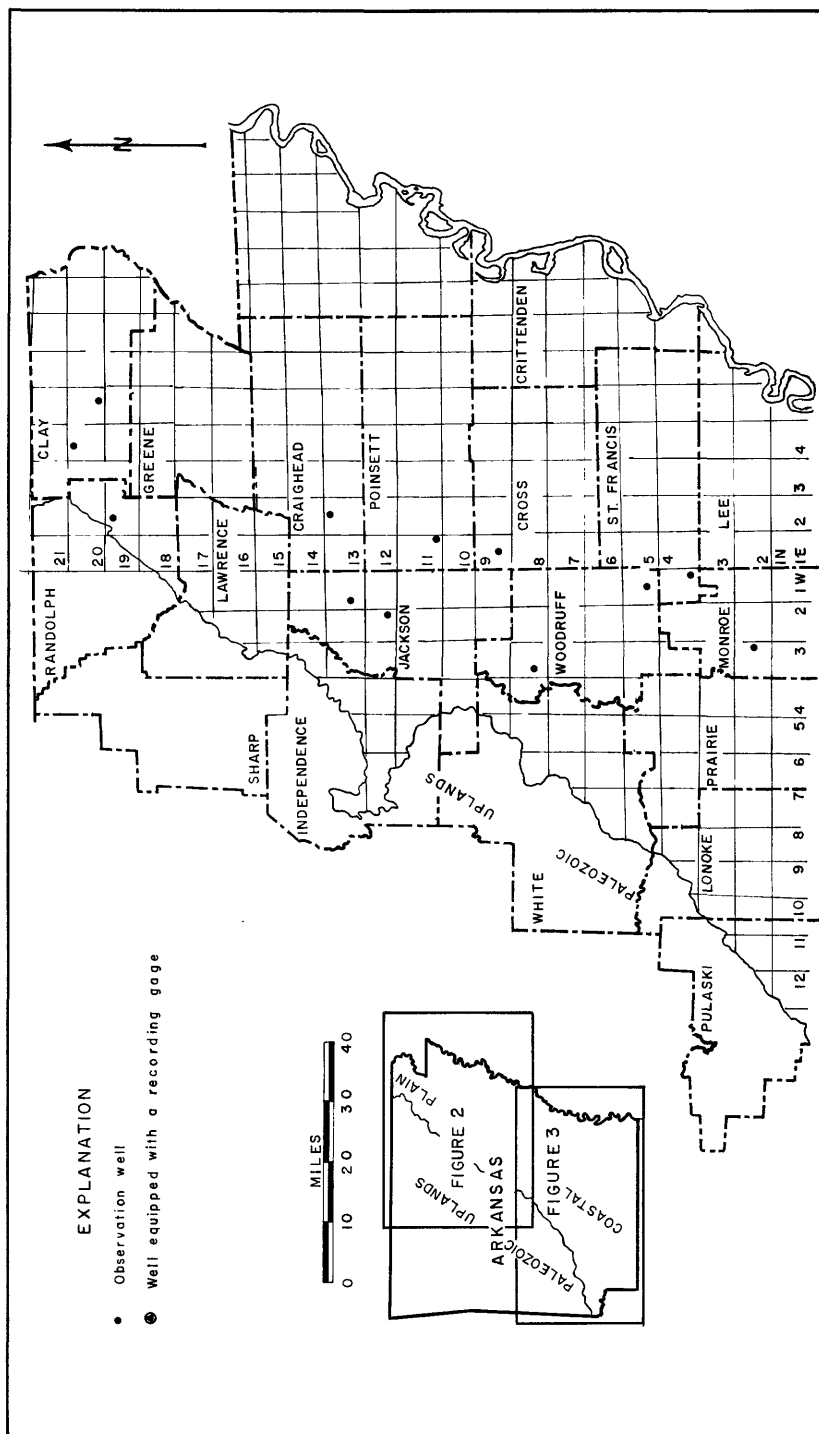 EXPLANATION
Observation well
Well equipped with a recording gage
MILES
0 10 20 30 40
N
ARKANSAS
FIGURE 2
FIGURE 3
PALEOZOIC
UPLANDS
COASTAL
PLAIN
RANDOLPH
CLAY
GREENE
LAWRENCE
SHARP
INDEPENDENCE
CRAIGHEAD
POINSETT
JACKSON
CROSS
CRITTENDEN
WOODRUFF
ST. FRANCIS
WHITE
LEE
MONROE
PRAIRIE
LONOKE
PULASKI
PALEOZOIC
UPLANDS
21
20
19
18
17
16
15
14
13
12
11
10
9
8
7
6
5
4
3
2
1N
12 11 10 9 8 7 6 5 4 3 2 1W 1E 2 3 4